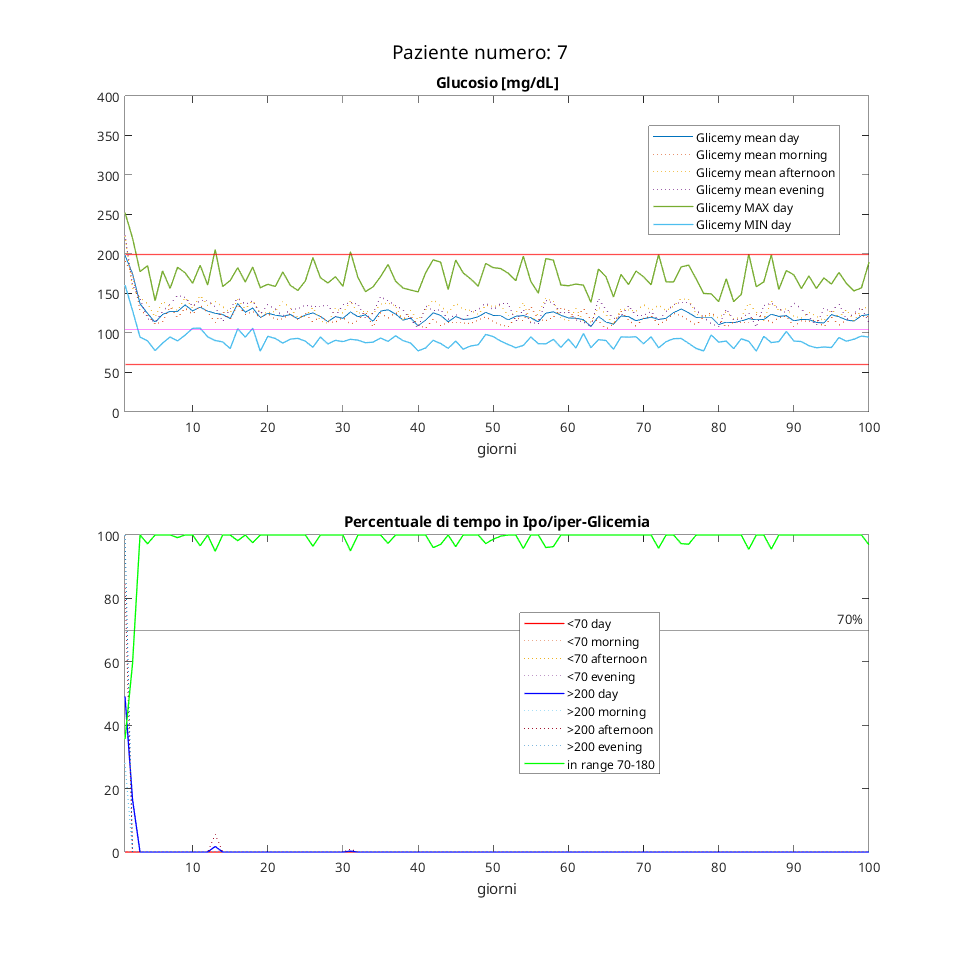 Paziente numero: 7
Glucosio [mg/dL]
400
350
300
250
200
150
100
50
0
Glicemy mean day
Glicemy mean morning
Glicemy mean afternoon
Glicemy mean evening
Glicemy MAX day
Glicemy MIN day
10 20 30 40 50 60 70 80 90 100
giorni
Percentuale di tempo in Ipo/iper-Glicemia
100
80
60
40
20
0
70%
<70 day
<70 morning
<70 afternoon
<70 evening
>200 day
>200 morning
>200 afternoon
>200 evening
in range 70-180
10 20 30 40 50 60 70 80 90 100
giorni